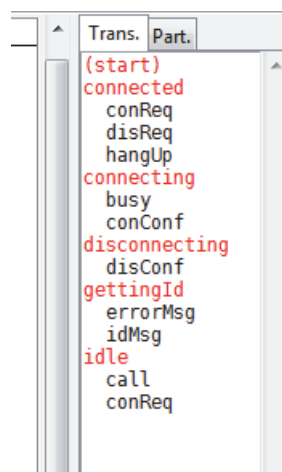 Trans. Part.
(start)
connected
conReq
disReq
hangUp
connecting
busy
conConf
disconnecting
disConf
gettingId
errorMsg
idMsg
idle
call
conReq